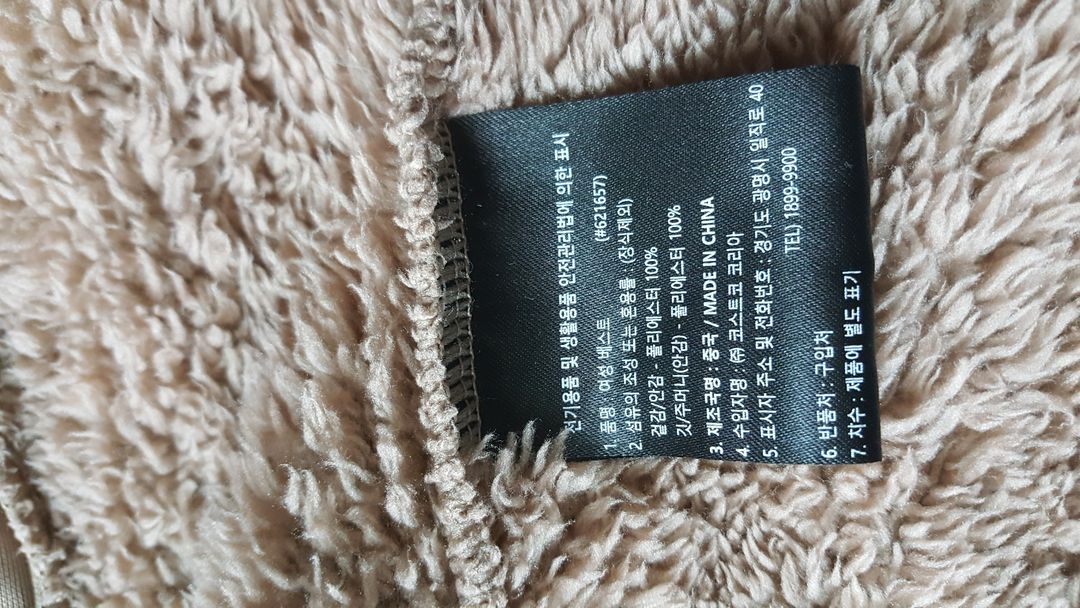 전기용품 및 생활용품 안전관리법에 의한 표시
1. 품명 : 여성 베스트 (#621657)
2. 섬유의 조성 또는 혼용률 : (장식제외)
겉감/안감 - 폴리에스터 100%
깃/주머니(안감) - 폴리에스터 100%
3. 제조국명 : 중국 / MADE IN CHINA
4. 수입자명 : ㈜ 코스트코 코리아
5. 표시자 주소 및 전화번호 : 경기도 광명시 일직로 40
TEL) 1899-9900
6. 반품처 : 구입처
7. 치수 : 제품에 별도 표기